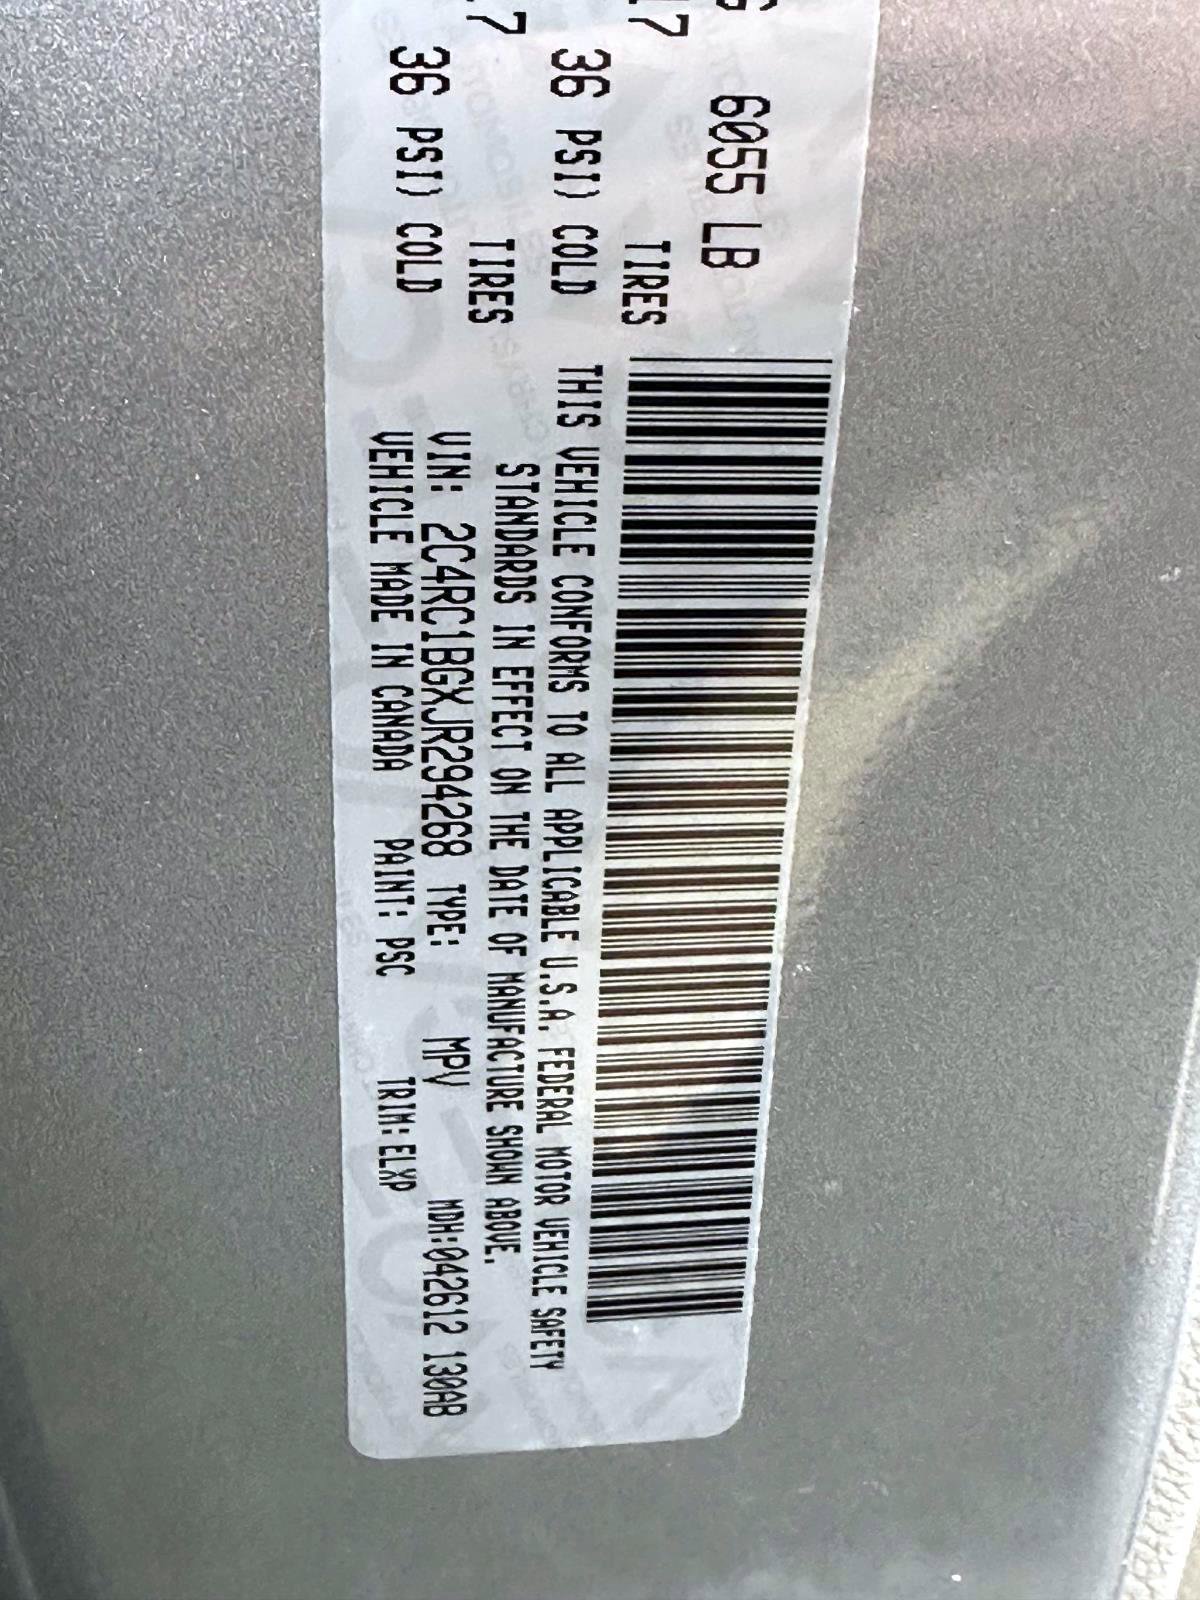 6055 LB
TIRES
17 36 PSI) COLD
TIRES
36 PSI) COLD
THIS VEHICLE CONFORMS TO ALL APPLICABLE U.S.A. FEDERAL MOTOR VEHICLE SAFETY
STANDARDS IN EFFECT ON THE DATE OF MANUFACTURE SHOWN ABOVE.
VIN: 2C4RC1BGXJR294268 TYPE: MPV MDH:042612 130AB
VEHICLE MADE IN CANADA PAINT: PSC TRIM:ELXP